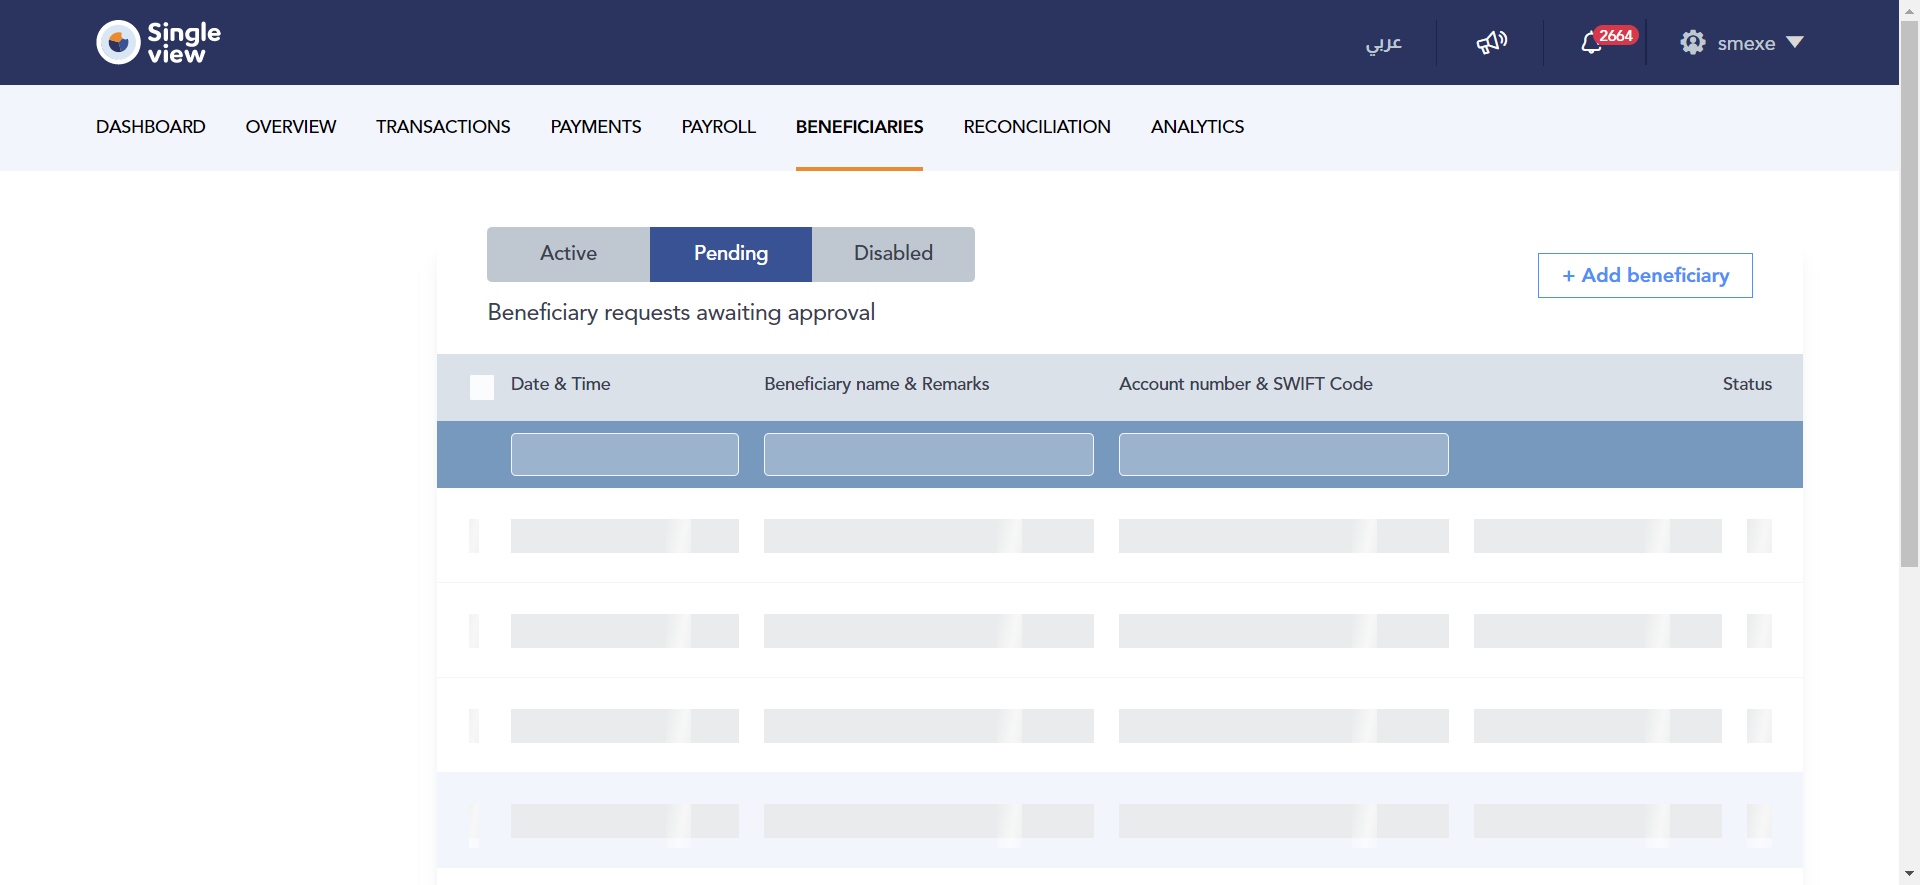 Single
view
عربي
2664
smexe
DASHBOARD OVERVIEW TRANSACTIONS PAYMENTS PAYROLL BENEFICIARIES RECONCILIATION ANALYTICS
Active Pending Disabled
+ Add beneficiary
Beneficiary requests awaiting approval
Date & Time Beneficiary name & Remarks Account number & SWIFT Code Status